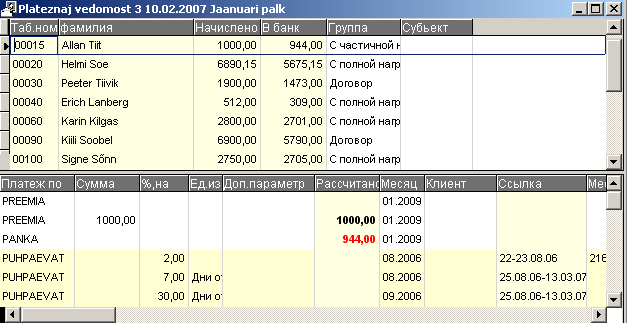 Plateznaj vedomost 3 10.02.2007 Jaanuari palk
Таб.ном фамилия Начислено В банк Группа Субьект
00015 Allan Tiit 1000,00 944,00 С частичной н
00020 Helmi Soe 6890,15 5675,15 С полной нагр
00030 Peeter Tiivik 1900,00 1473,00 Договор
00040 Erich Lanberg 512,00 309,00 С полной нагр
00060 Karin Kilgas 2800,00 2701,00 С полной нагр
00090 Kiili Soobel 6900,00 5790,00 Договор
00100 Signe Sőnn 2750,00 2705,00 С полной нагр
Платеж по Сумма %,на Ед.из Доп.параметр Рассчитано Месяц Клиент Ссылка Мес
PREEMIA 01.2009
PREEMIA 1000,00 1000,00 01.2009
PANKA 944,00 01.2009
PUHPAEVAT 2,00 08.2006 22-23.08.06 216
PUHPAEVAT 7,00 Дни от 08.2006 25.08.06-13.03.07
PUHPAEVAT 30,00 Дни от 09.2006 25.08.06-13.03.07